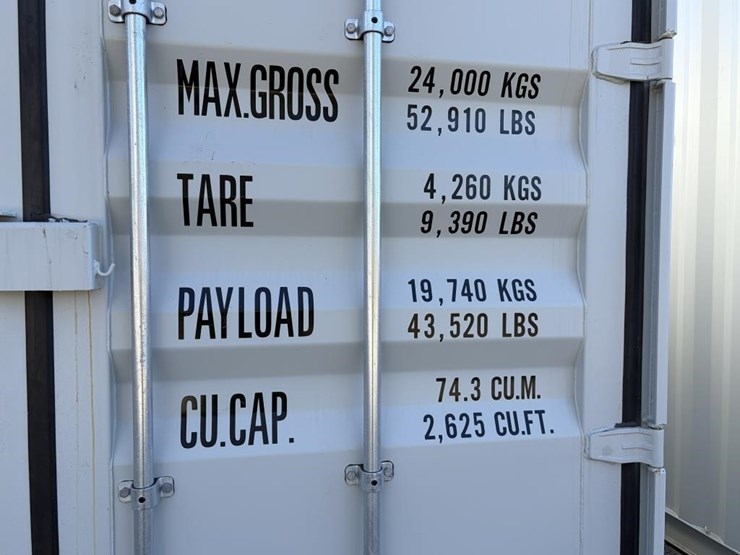 MAX.GROSS 24,000 KGS
52,910 LBS
TARE 4,260 KGS
9,390 LBS
PAYLOAD 19,740 KGS
43,520 LBS
CU.CAP. 74.3 CU.M.
2,625 CU.FT.